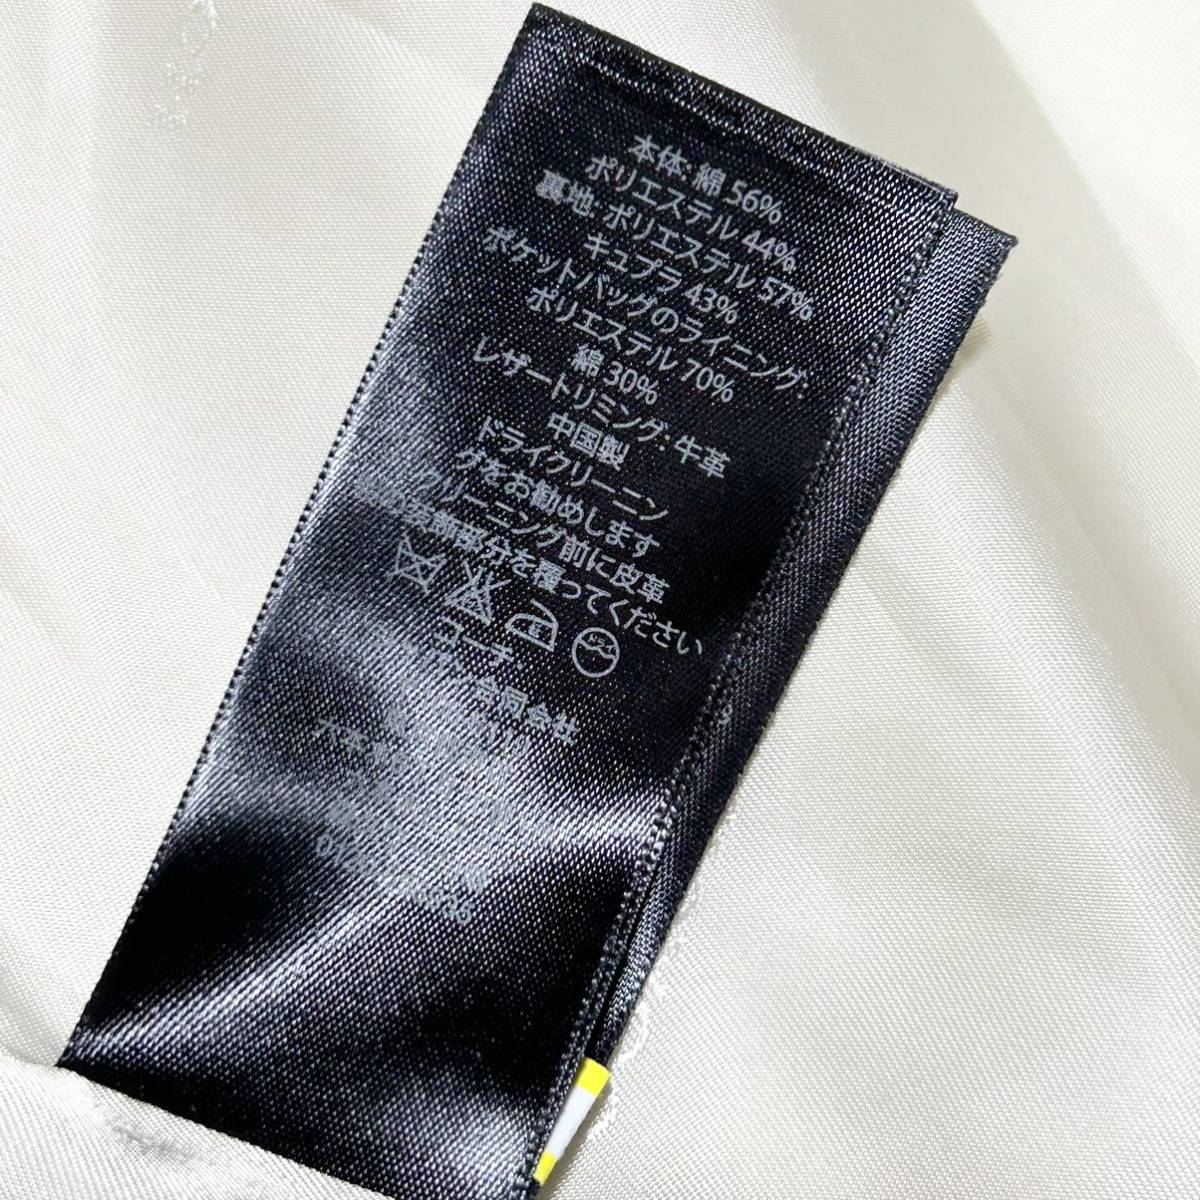 本体: 綿 56%
ポリエステル 44%
裏地: ポリエステル 57%
キュプラ 43%
ポケットバッグのライニング:
ポリエステル 70%
綿 30%
レザートリミング: 牛革
中国製
ドライクリーニン
グをお勧めします
クリーニング前に皮革
部分を覆ってください
コーチ
合同会社